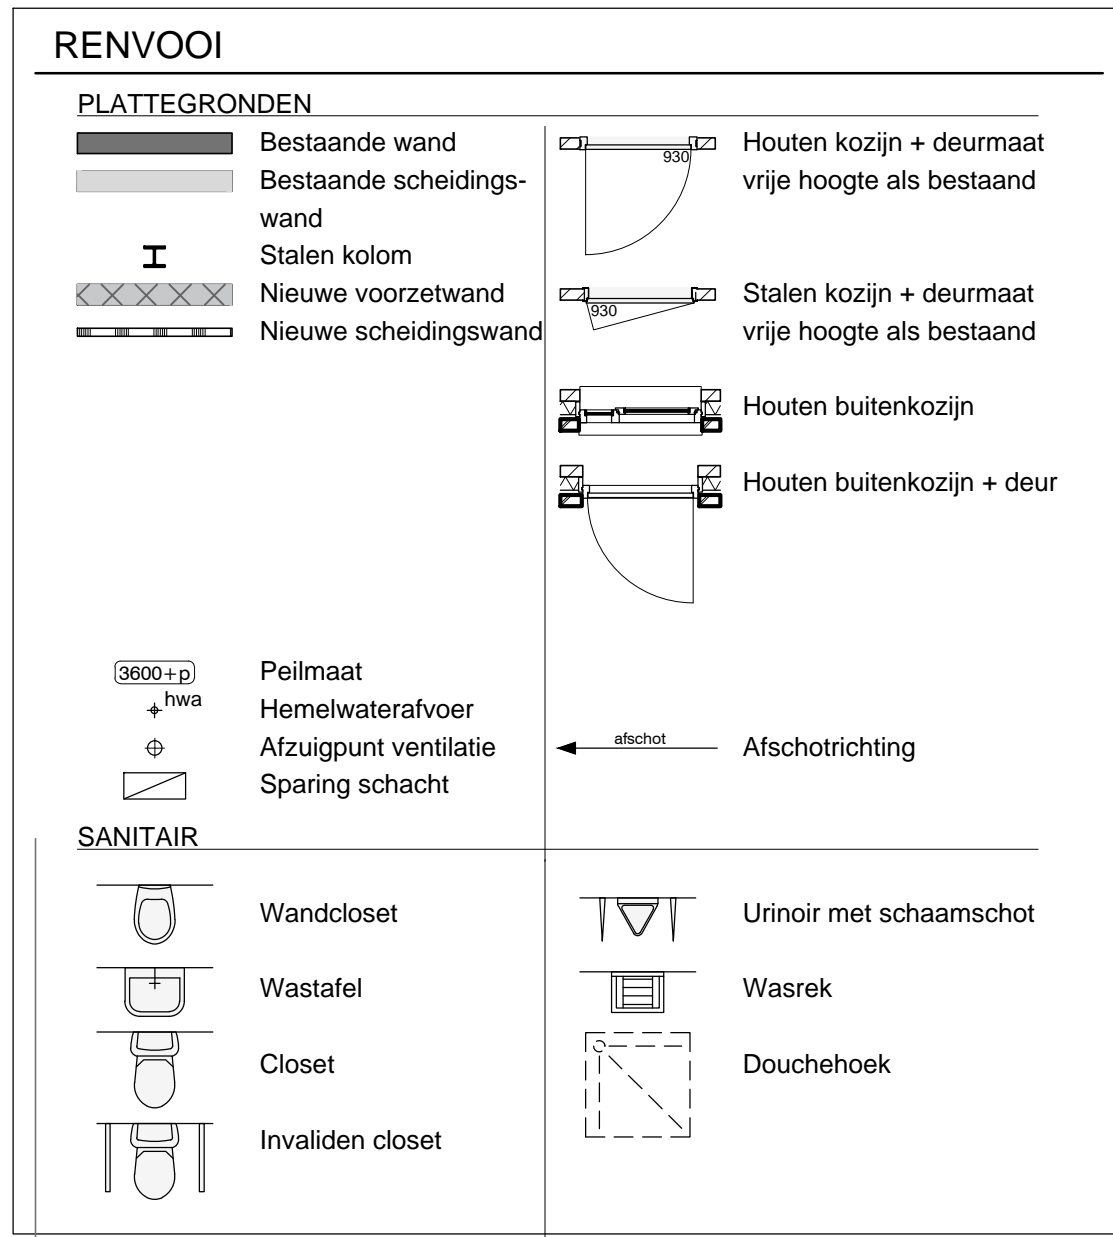 RENVOOI
PLATTEGRONDEN
Bestaande wand
Bestaande scheidings-
wand
Stalen kolom
Nieuwe voorzetwand
Nieuwe scheidingswand
930
Houten kozijn + deurmaat
vrije hoogte als bestaand
930
Stalen kozijn + deurmaat
vrije hoogte als bestaand
Houten buitenkozijn
Houten buitenkozijn + deur
3600+p
Peilmaat
hwa
Hemelwaterafvoer
Afzuigpunt ventilatie
Sparing schacht
afschot
Afschotrichting
SANITAIR
Wandcloset
Wastafel
Closet
Invaliden closet
Urinoir met schaamschot
Wasrek
Douchehoek